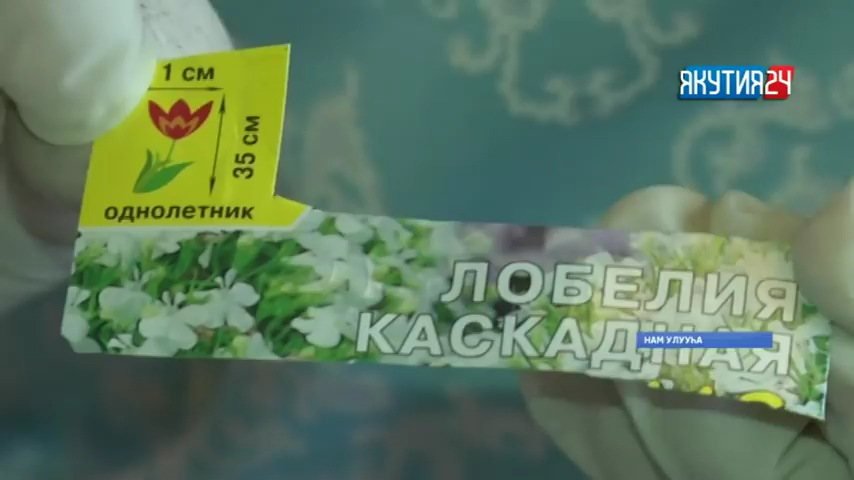 1 см
35 см
однолетник
ЯКУТИЯ24
ЛОБЕЛИЯ
КАСКАДНАЯ
НАМ УЛУУҺА